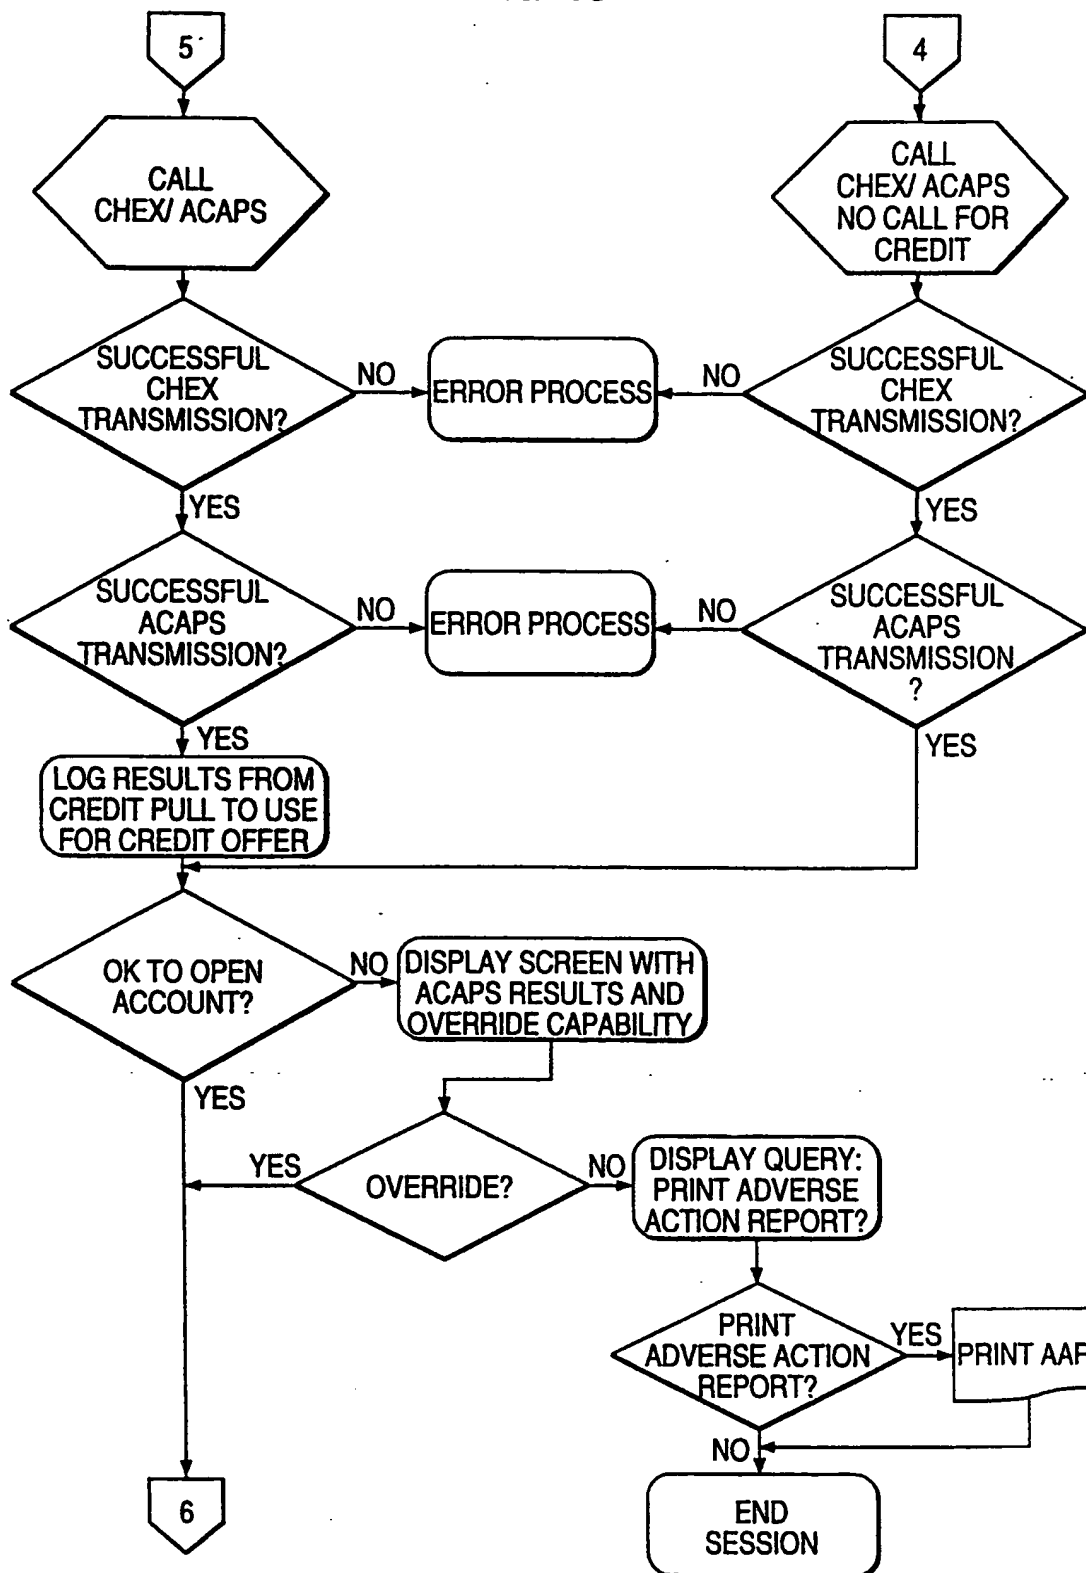 5
4
CALL
CHEX/ ACAPS
CALL
CHEX/ ACAPS
NO CALL FOR
CREDIT
SUCCESSFUL
CHEX
TRANSMISSION?
NO
ERROR PROCESS
NO
SUCCESSFUL
CHEX
TRANSMISSION?
YES
YES
SUCCESSFUL
ACAPS
TRANSMISSION?
NO
ERROR PROCESS
NO
SUCCESSFUL
ACAPS
TRANSMISSION
?
YES
YES
LOG RESULTS FROM
CREDIT PULL TO USE
FOR CREDIT OFFER
OK TO OPEN
ACCOUNT?
NO
DISPLAY SCREEN WITH
ACAPS RESULTS AND
OVERRIDE CAPABILITY
YES
YES
OVERRIDE?
NO
DISPLAY QUERY:
PRINT ADVERSE
ACTION REPORT?
PRINT
ADVERSE ACTION
REPORT?
YES
PRINT
NO
6
END
SESSION